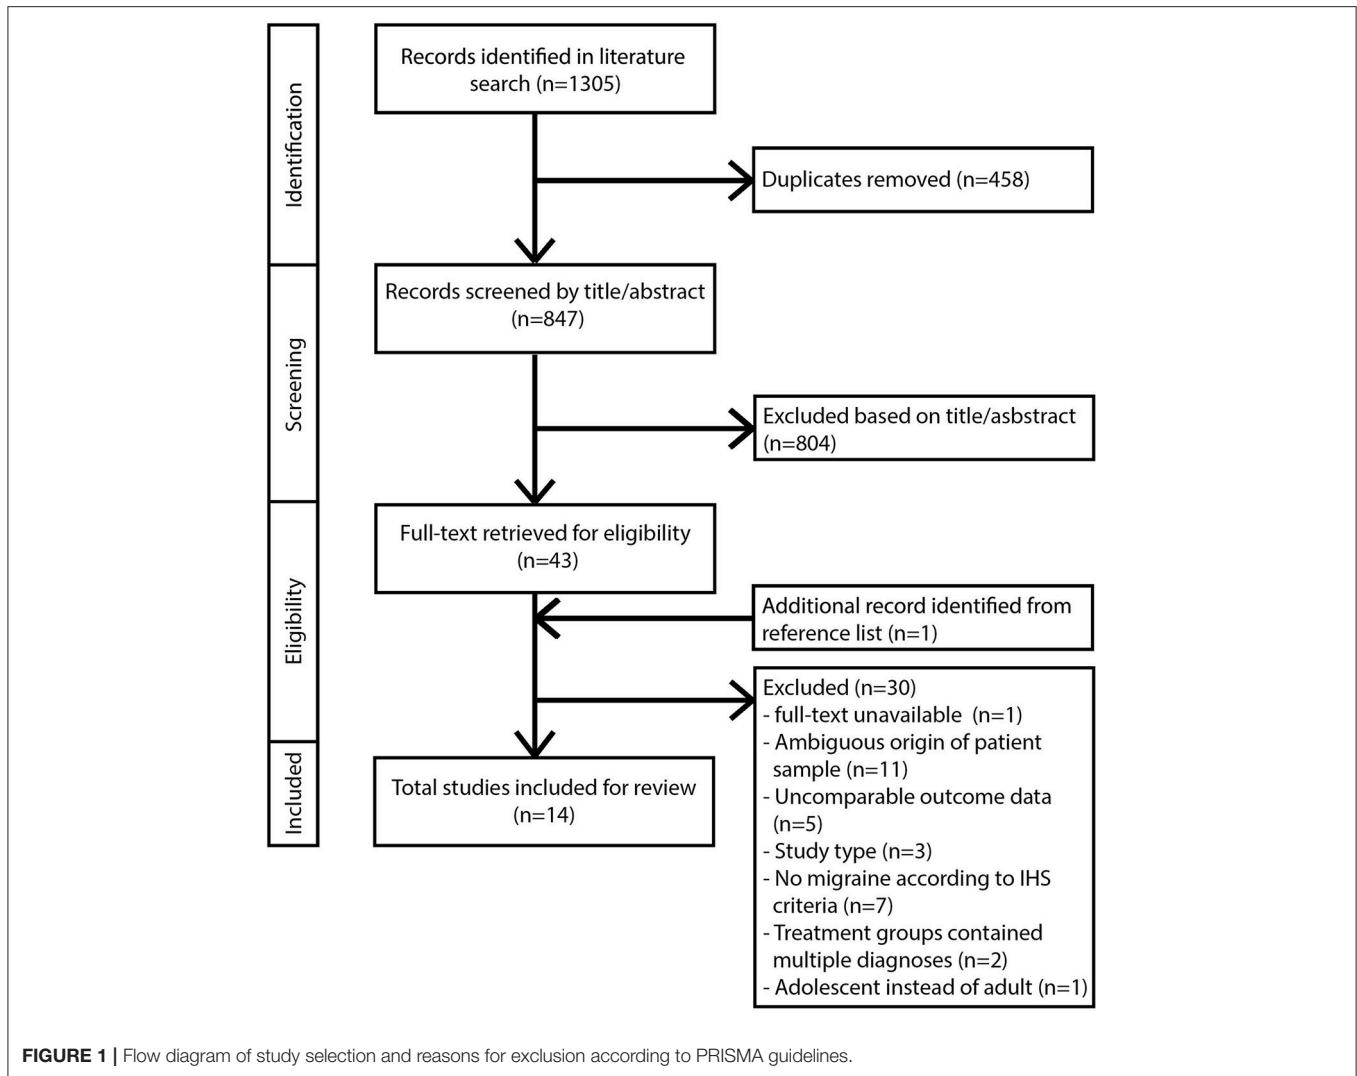 Identification
Records identified in literature
search (n=1305)
Duplicates removed (n=458)
Screening
Records screened by title/abstract
(n=847)
Excluded based on title/asbstract
(n=804)
Eligibility
Full-text retrieved for eligibility
(n=43)
Additional record identified from
reference list (n=1)
Excluded (n=30)
- full-text unavailable (n=1)
- Ambiguous origin of patient
sample (n=11)
- Uncomparable outcome data
(n=5)
- Study type (n=3)
- No migraine according to IHS
criteria (n=7)
- Treatment groups contained
multiple diagnoses (n=2)
- Adolescent instead of adult (n=1)
Included
Total studies included for review
(n=14)
FIGURE 1 | Flow diagram of study selection and reasons for exclusion according to PRISMA guidelines.